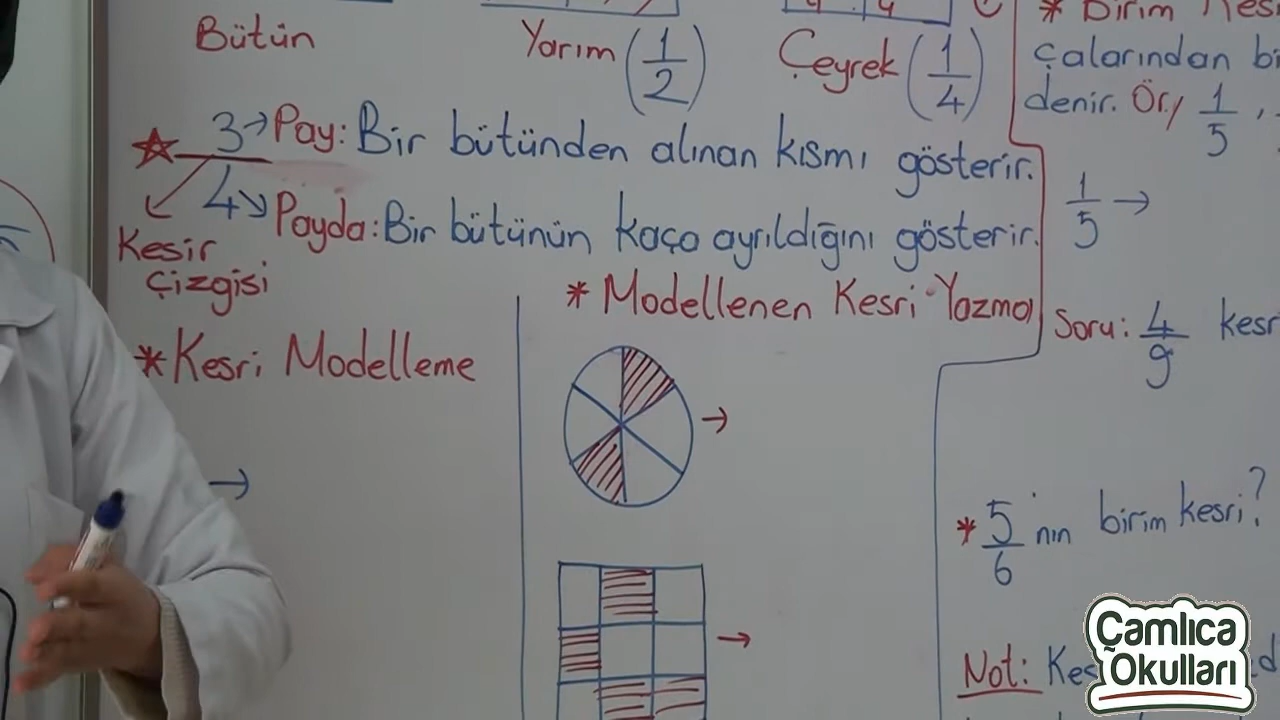 Bütün
Yarım (1/2)
Çeyrek (1/4)
* Birim
çalarından bi
denir. Ör/ 1/5 ,
3 → Pay: Bir bütünden alınan kısmı gösterir.
4 → Payda: Bir bütünün kaça ayrıldığını gösterir.
Kesir
çizgisi
1/5 →
* Modellenen Kesri Yazma
Soru: 4/9 kesr
* Kesri Modelleme
→
→
→
* 5/6 'nın birim kesri?
Not: Kes
Çamlıca
Okulları